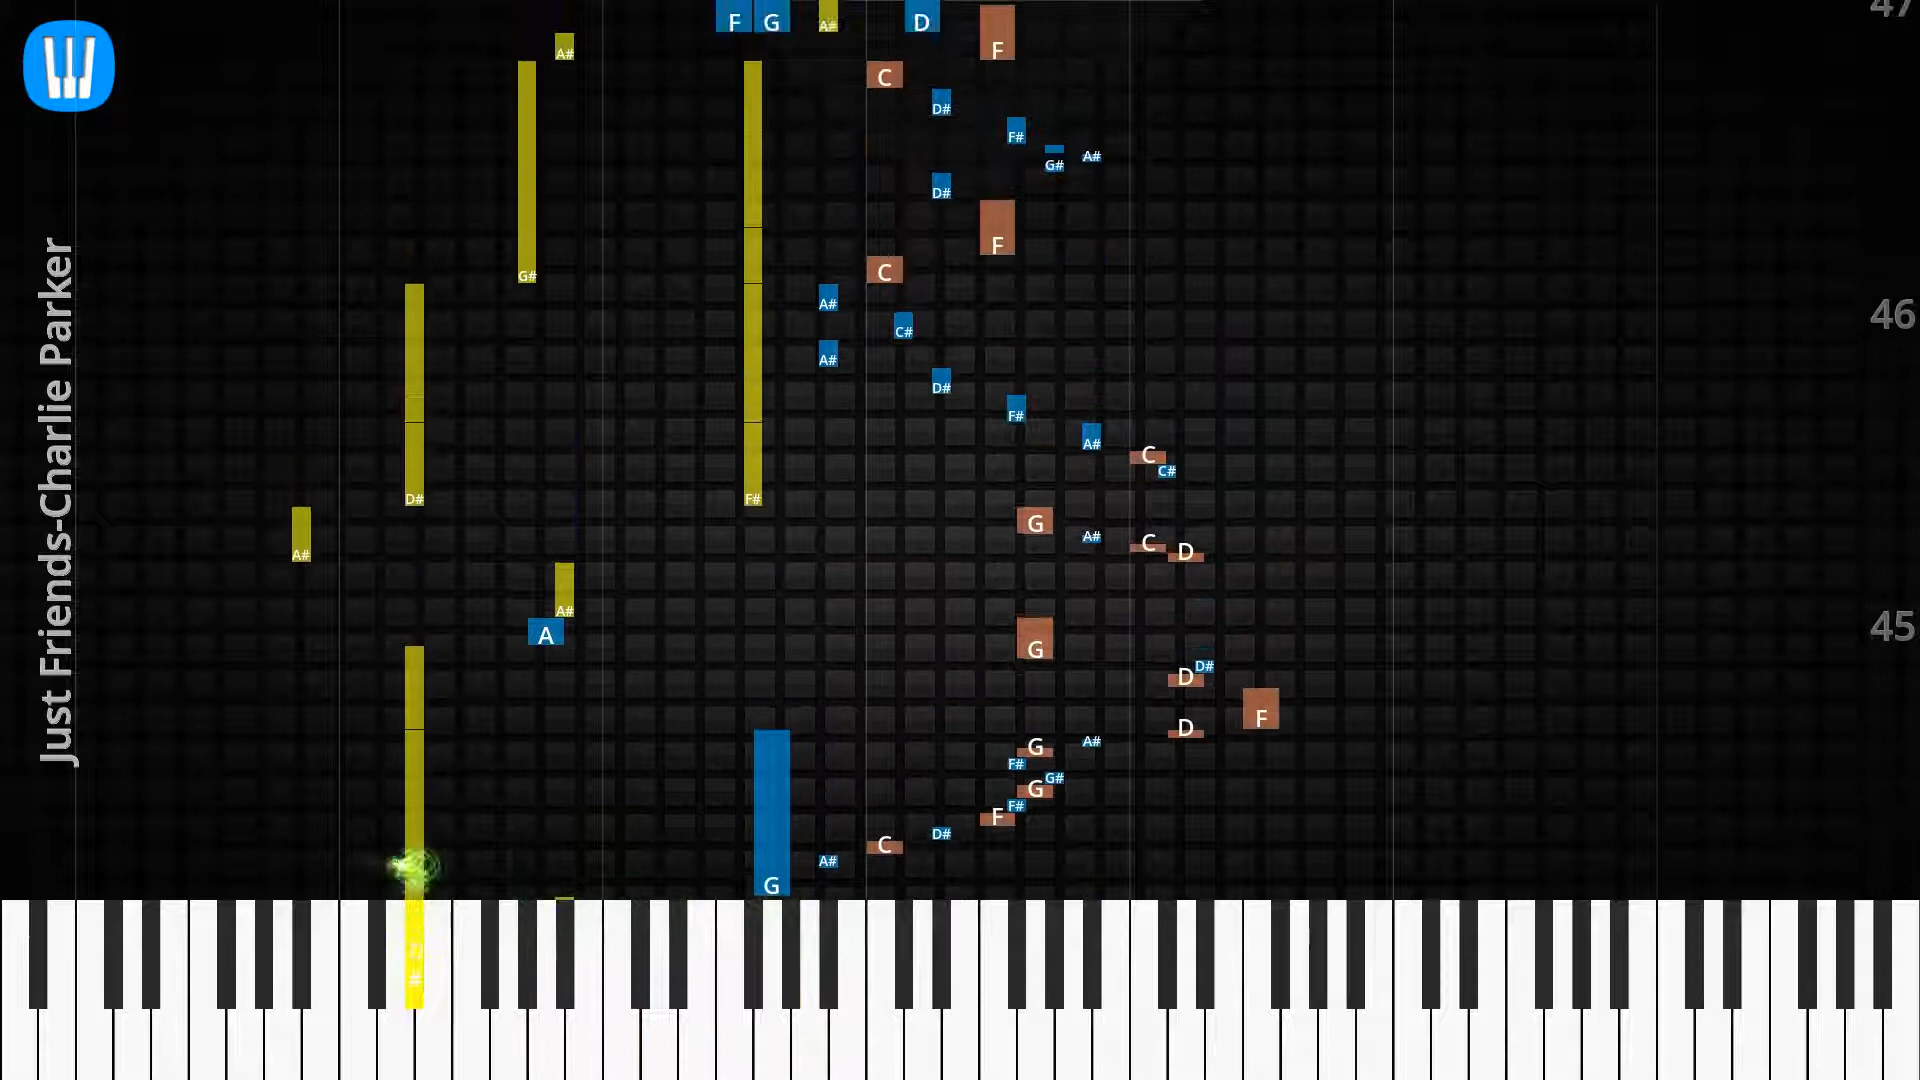 47
F G A# D
F
A#
C
D#
F#
A#
G#
D#
F
C
G#
A#
C#
46
A#
D#
F#
A#
C
C#
D# F#
G
A#
C
D
A#
A#
45
A
G
D#
D
F
D
A#
G
F#
G#
G
F#
F
D#
C
A#
G
D#
Just Friends-Charlie Parker